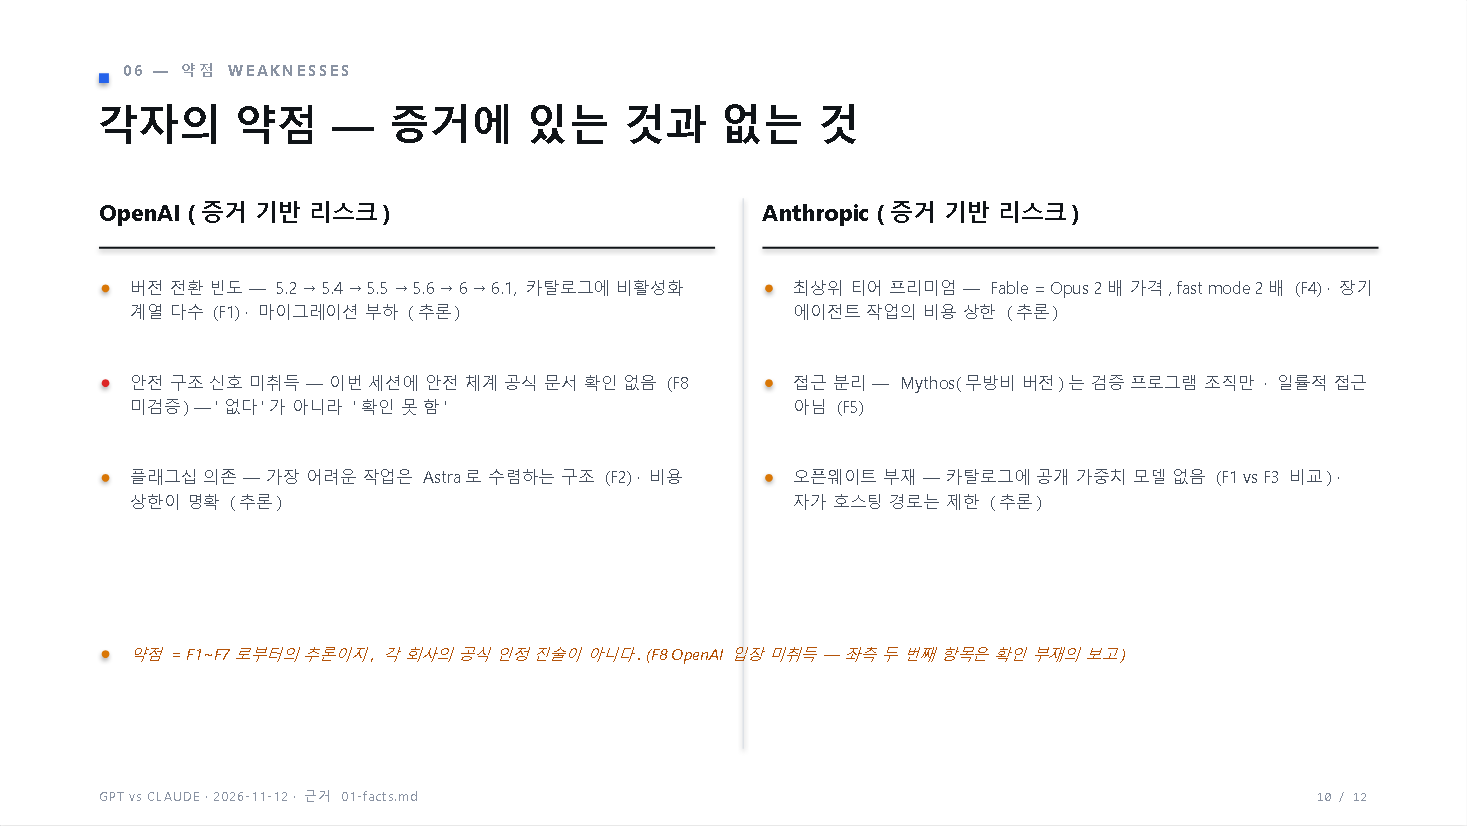 06 — 약점 WEAKNESSES
각자의 약점 — 증거에 있는 것과 없는 것
OpenAI (증거 기반 리스크)
버전 전환 빈도 — 5.2 → 5.4 → 5.5 → 5.6 → 6 → 6.1, 카탈로그에 비활성화
계열 다수 (F1) · 마이그레이션 부하 (추론)
안전 구조 신호 미취득 — 이번 세션에 안전 체계 공식 문서 확인 없음 (F8
미검증) — '없다'가 아니라 '확인 못 함'
플래그십 의존 — 가장 어려운 작업은 Astra로 수렴하는 구조 (F2) · 비용
상한이 명확 (추론)
Anthropic (증거 기반 리스크)
최상위 티어 프리미엄 — Fable = Opus 2배 가격, fast mode 2배 (F4) · 장기
에이전트 작업의 비용 상한 (추론)
접근 분리 — Mythos(무방비 버전)는 검증 프로그램 조직만 · 일률적 접근
아님 (F5)
오픈웨이트 부재 — 카탈로그에 공개 가중치 모델 없음 (F1 vs F3 비교) ·
자가 호스팅 경로는 제한 (추론)
약점 = F1~F7로부터의 추론이지, 각 회사의 공식 인정 진술이 아니다. (F8 OpenAI 입장 미취득 — 좌측 두 번째 항목은 확인 부재의 보고)
GPT vs CLAUDE · 2026-11-12 · 근거 01-facts.md
10 / 12